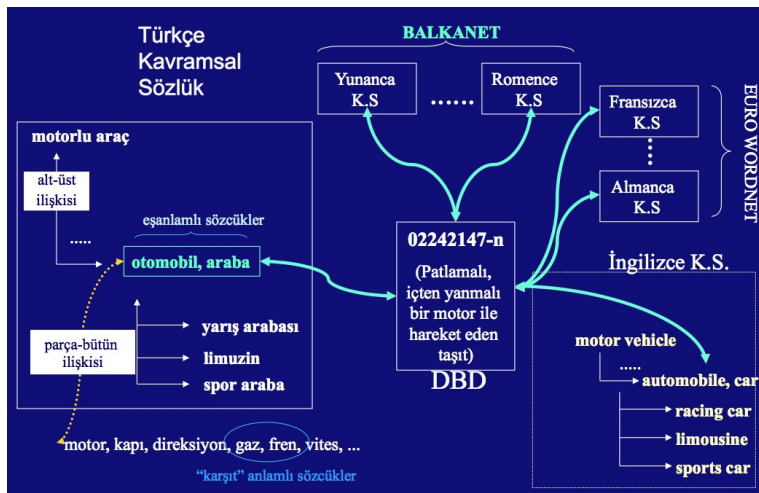 Türkçe
Kavramsal
Sözlük
BALKANET
Yunanca
K.S
......
Romence
K.S
Fransızca
K.S
Almanca
K.S
EURO WORDNET
motorlu araç
alt-üst
ilişkisi
.....
eşanlamlı sözcükler
otomobil, araba
parça-bütün
ilişkisi
yarış arabası
limuzin
spor araba
motor, kapı, direksiyon, gaz, fren, vites, ...
“karşıt” anlamlı sözcükler
02242147-n
(Patlamalı,
içten yanmalı
bir motor ile
hareket eden
taşıt)
DBD
İngilizce K.S.
motor vehicle
.....
automobile, car
racing car
limousine
sports car